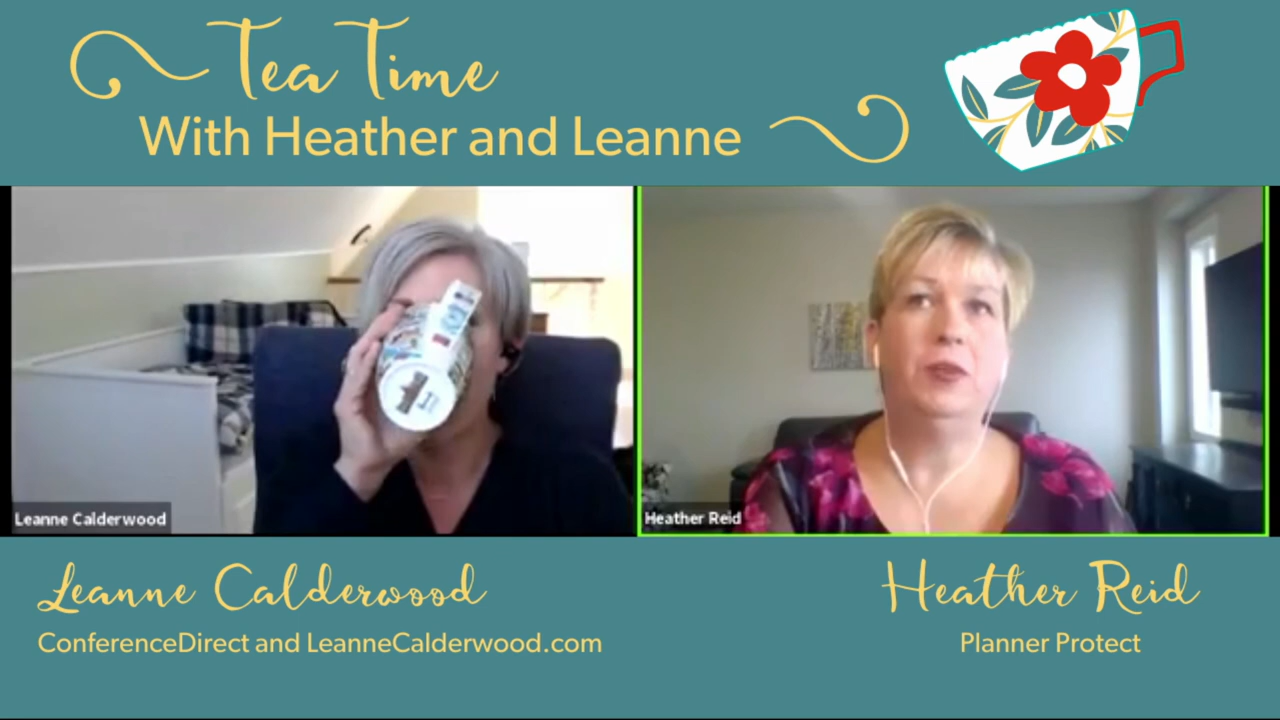 Tea Time
With Heather and Leanne
Leanne Calderwood
Heather Reid
Leanne Calderwood
ConferenceDirect and LeanneCalderwood.com
Heather Reid
Planner Protect